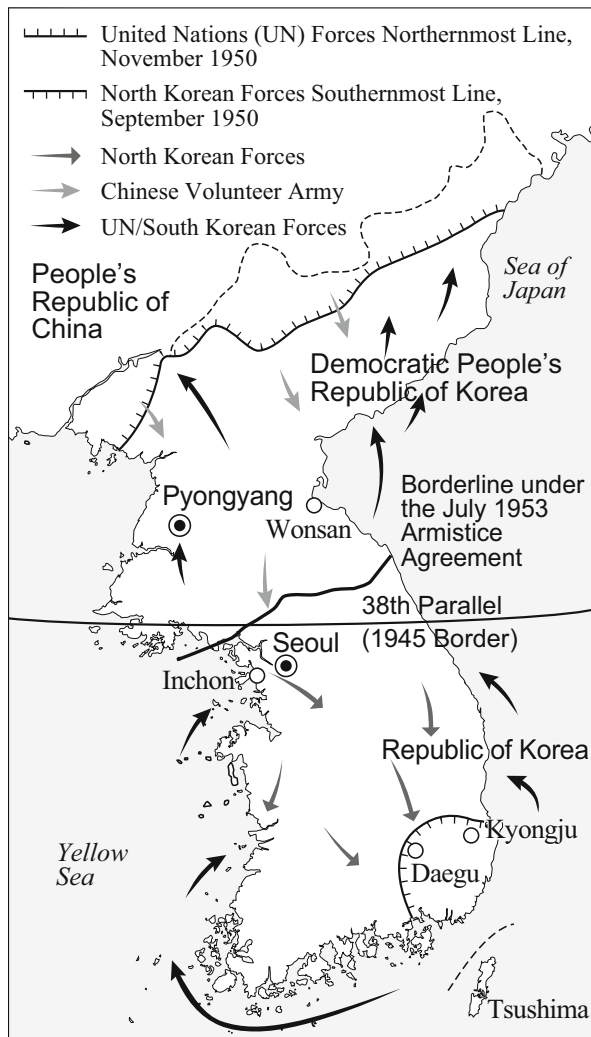 United Nations (UN) Forces Northernmost Line,
November 1950
North Korean Forces Southernmost Line,
September 1950
North Korean Forces
Chinese Volunteer Army
UN/South Korean Forces
People's
Republic of
China
Sea of
Japan
Democratic People's
Republic of Korea
Pyongyang
Wonsan
Borderline under
the July 1953
Armistice
Agreement
38th Parallel
(1945 Border)
Seoul
Inchon
Republic of Korea
Kyongju
Daegu
Yellow
Sea
Tsushima